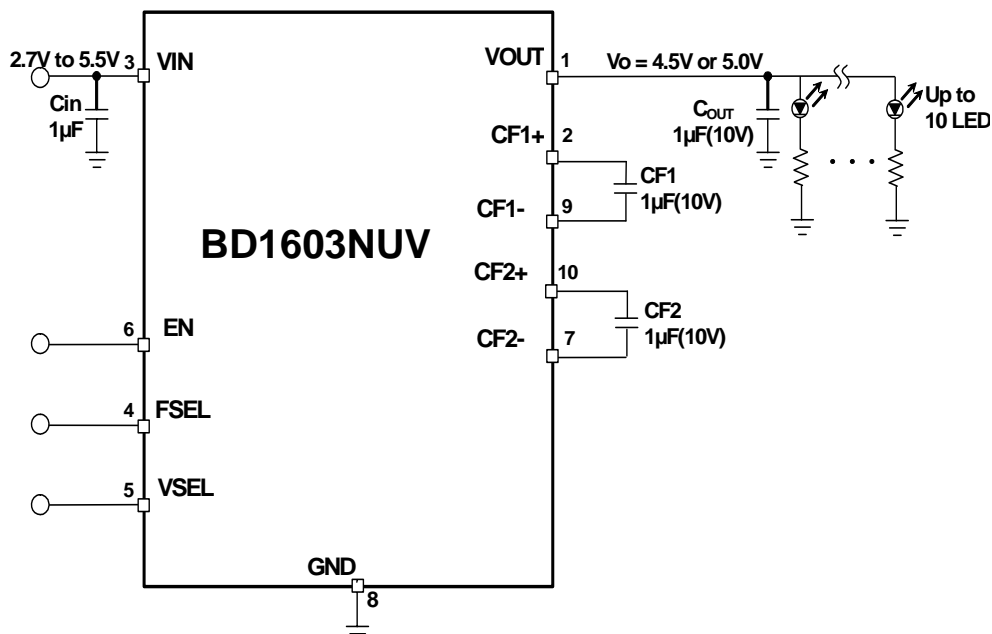 2.7V to 5.5V 3 VIN
Cin
1µF
VOUT 1 Vo = 4.5V or 5.0V
COUT
1µF(10V)
Up to
10 LED
CF1+ 2
CF1
1µF(10V)
CF1- 9
BD1603NUV
CF2+ 10
CF2
1µF(10V)
CF2- 7
6 EN
4 FSEL
5 VSEL
GND
8